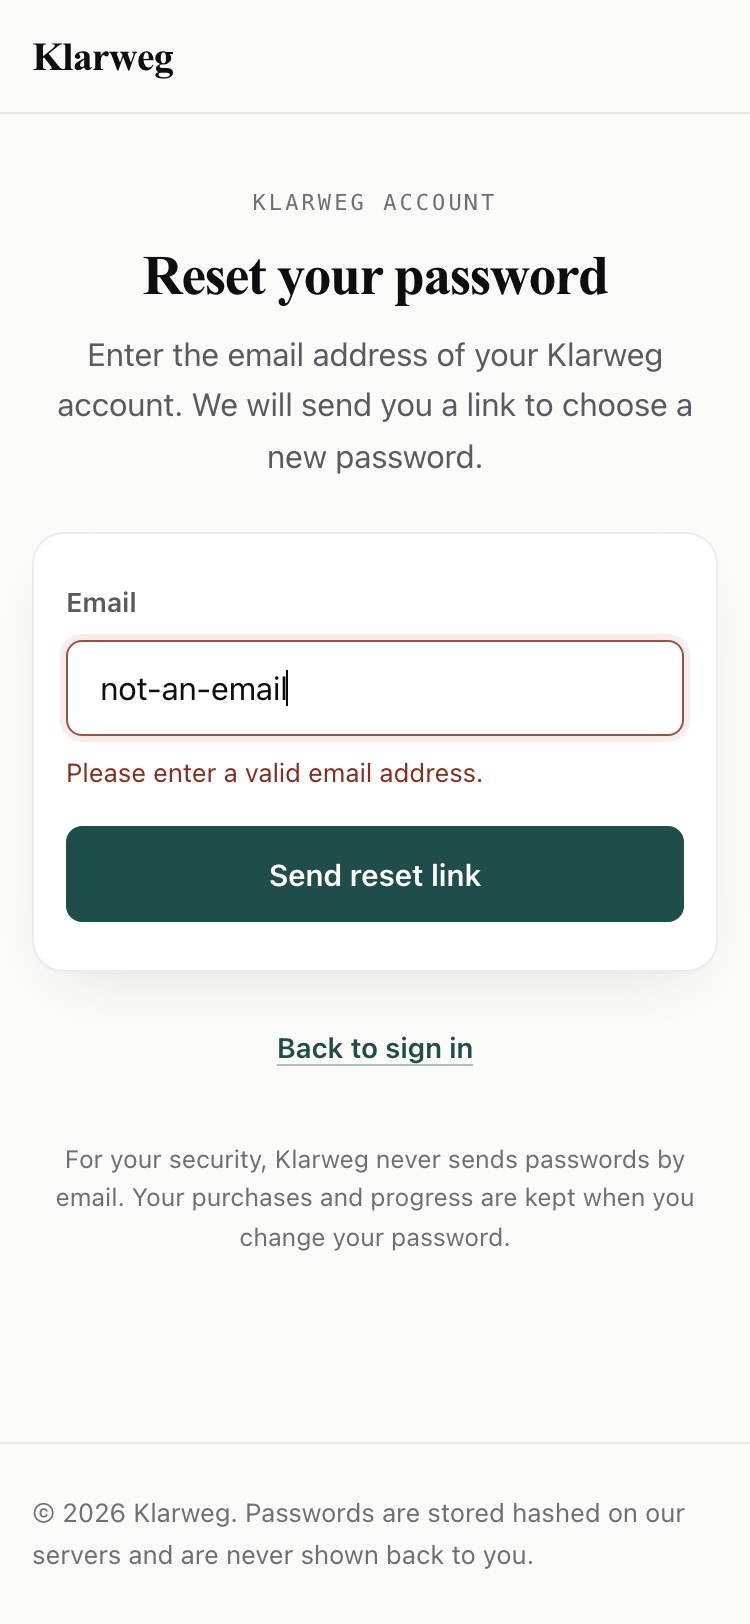 Klarweg
KLARWEG ACCOUNT
Reset your password
Enter the email address of your Klarweg
account. We will send you a link to choose a
new password.
Email
not-an-email
Please enter a valid email address.
Send reset link
Back to sign in
For your security, Klarweg never sends passwords by
email. Your purchases and progress are kept when you
change your password.
© 2026 Klarweg. Passwords are stored hashed on our
servers and are never shown back to you.